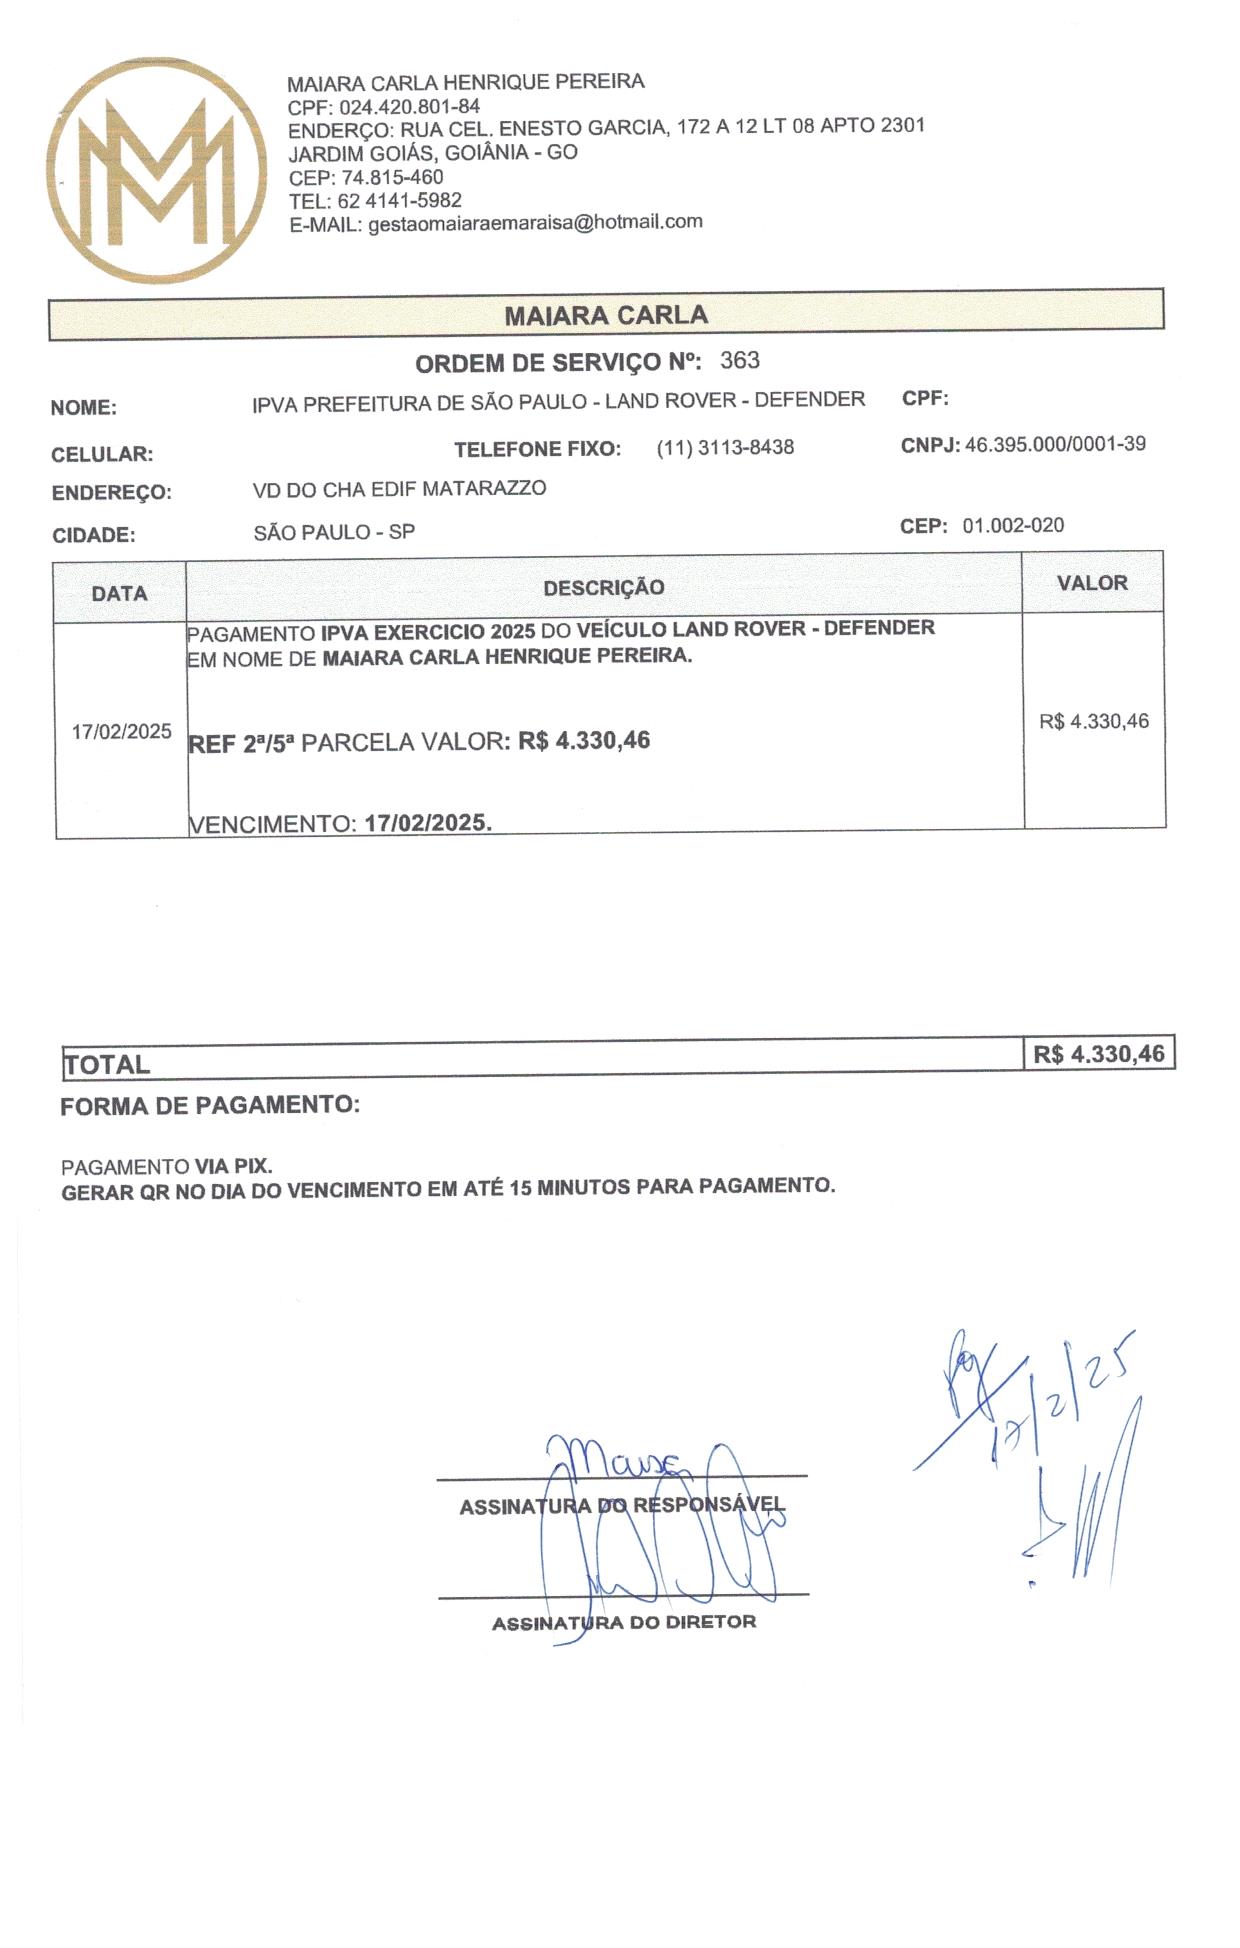 MAIARA CARLA HENRIQUE PEREIRA
CPF: 024.420.801-84
ENDERÇO: RUA CEL. ENESTO GARCIA, 172 A 12 LT 08 APTO 2301
JARDIM GOIÁS, GOIÂNIA - GO
CEP: 74.815-460
TEL: 62 4141-5982
E-MAIL: gestaomaiaraemaraisa@hotmail.com
MAIARA CARLA
ORDEM DE SERVIÇO Nº: 363
NOME: IPVA PREFEITURA DE SÃO PAULO - LAND ROVER - DEFENDER CPF:
CELULAR: TELEFONE FIXO: (11) 3113-8438 CNPJ: 46.395.000/0001-39
ENDEREÇO: VD DO CHA EDIF MATARAZZO
CIDADE: SÃO PAULO - SP CEP: 01.002-020
DATA DESCRIÇÃO VALOR
PAGAMENTO IPVA EXERCICIO 2025 DO VEÍCULO LAND ROVER - DEFENDER
EM NOME DE MAIARA CARLA HENRIQUE PEREIRA.
17/02/2025 REF 2ª/5ª PARCELA VALOR: R$ 4.330,46 R$ 4.330,46
VENCIMENTO: 17/02/2025.
TOTAL R$ 4.330,46
FORMA DE PAGAMENTO:
PAGAMENTO VIA PIX.
GERAR QR NO DIA DO VENCIMENTO EM ATÉ 15 MINUTOS PARA PAGAMENTO.
17/2/25
ASSINATURA DO RESPONSÁVEL
ASSINATURA DO DIRETOR